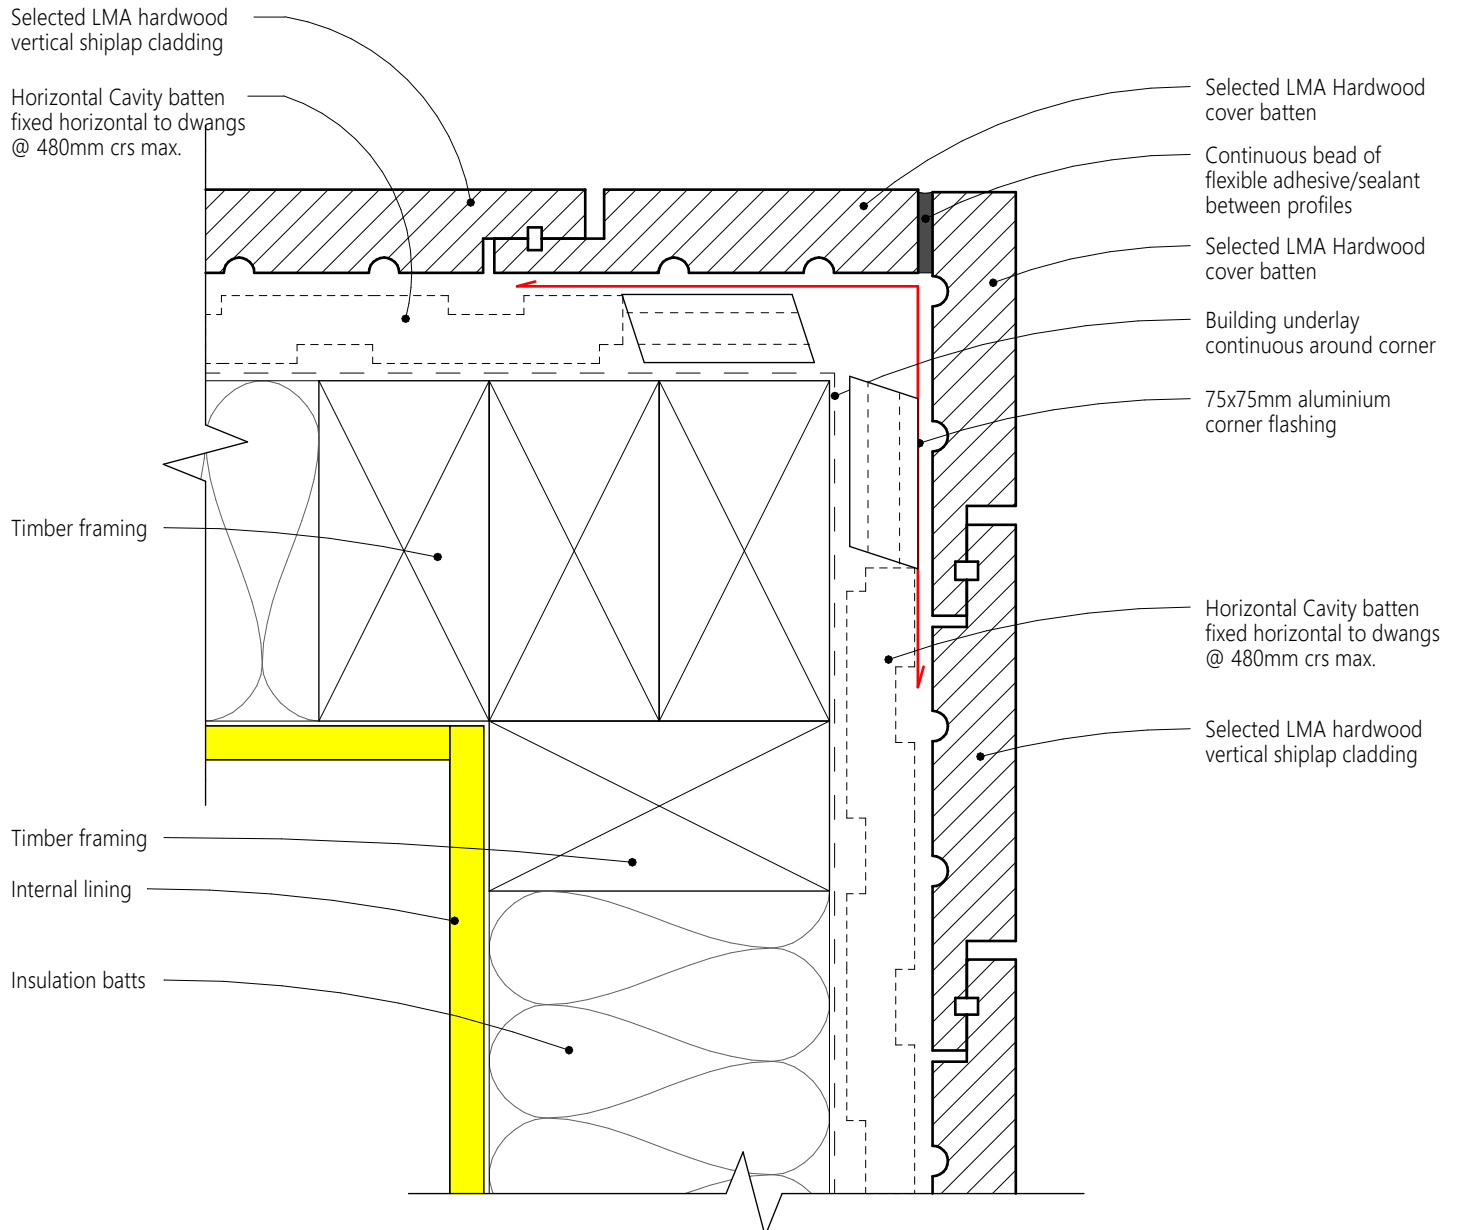 Selected LMA hardwood
vertical shiplap cladding
Horizontal Cavity batten
fixed horizontal to dwangs
@ 480mm crs max.
Timber framing
Timber framing
Internal lining
Insulation batts
Selected LMA Hardwood
cover batten
Continuous bead of
flexible adhesive/sealant
between profiles
Selected LMA Hardwood
cover batten
Building underlay
continuous around corner
75x75mm aluminium
corner flashing
Horizontal Cavity batten
fixed horizontal to dwangs
@ 480mm crs max.
Selected LMA hardwood
vertical shiplap cladding